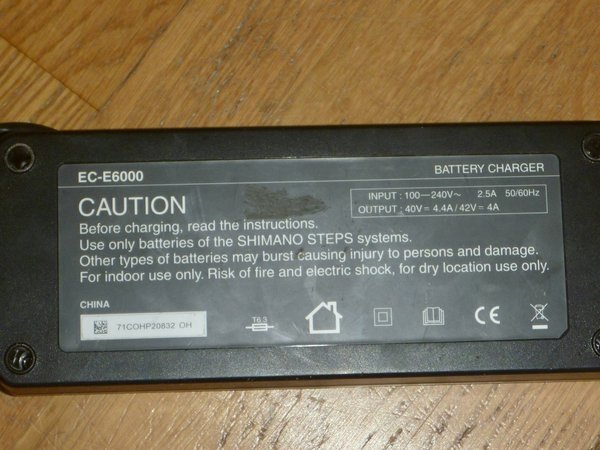 EC-E6000
BATTERY CHARGER
CAUTION
INPUT : 100—240V～ 2.5A 50/60Hz
OUTPUT : 40V⎓ 4.4A / 42V⎓ 4A
Before charging, read the instructions.
Use only batteries of the SHIMANO STEPS systems.
Other types of batteries may burst causing injury to persons and damage.
For indoor use only. Risk of fire and electric shock, for dry location use only.
CHINA
71COHP20832 OH
T6.3
CE